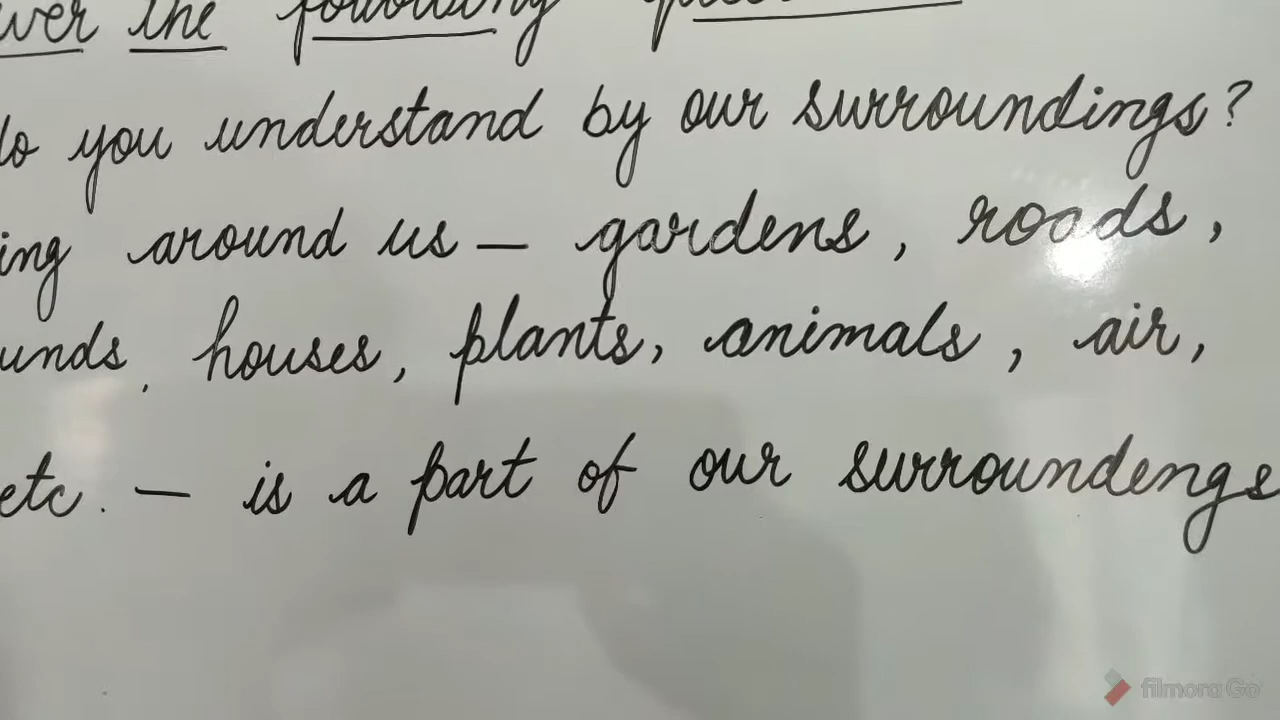 wer the following
lo you understand by our surroundings?
ing around us — gardens, roads,
unds, houses, plants, animals, air,
etc. — is a part of our surroundengs
filmora Go